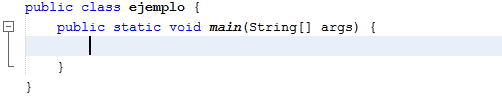 public class ejemplo {
public static void main(String[] args) {
}
}